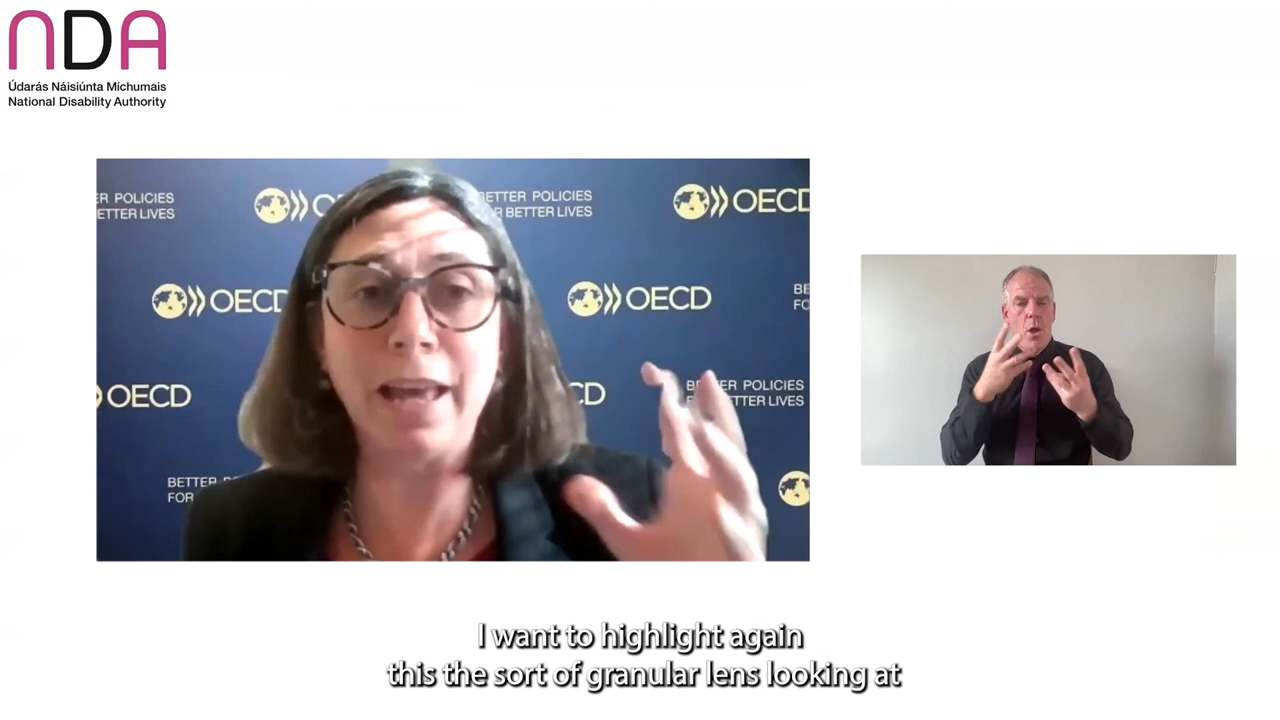 NDA
Údarás Náisiúnta Míchumais
National Disability Authority
ER POLICIES
ETTER LIVES
BETTER POLICIES
R BETTER LIVES
OECD
OECD
OECD
OECD
BETTER POLICIES
BETTER LIVES
BETTER
FOR
I want to highlight again
this the sort of granular lens looking at